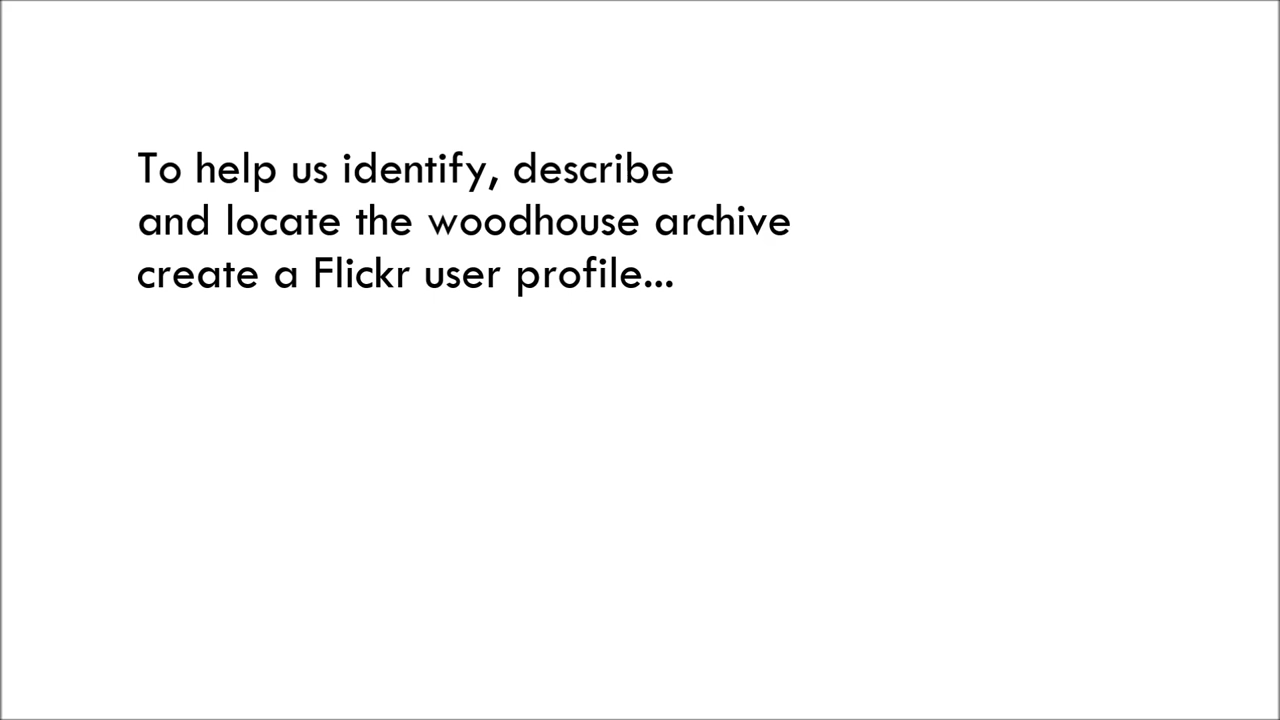 To help us identify, describe
and locate the woodhouse archive
create a Flickr user profile...